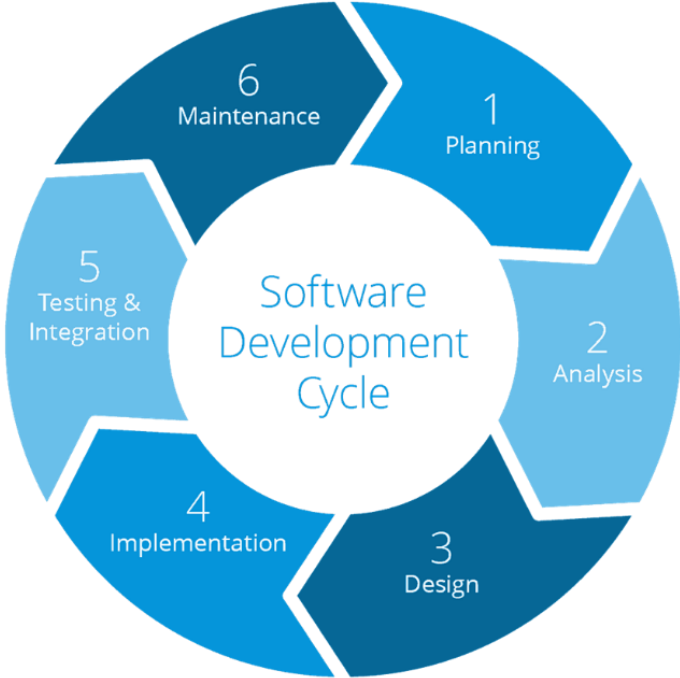 Software
Development
Cycle
1
Planning
2
Analysis
3
Design
4
Implementation
5
Testing &
Integration
6
Maintenance